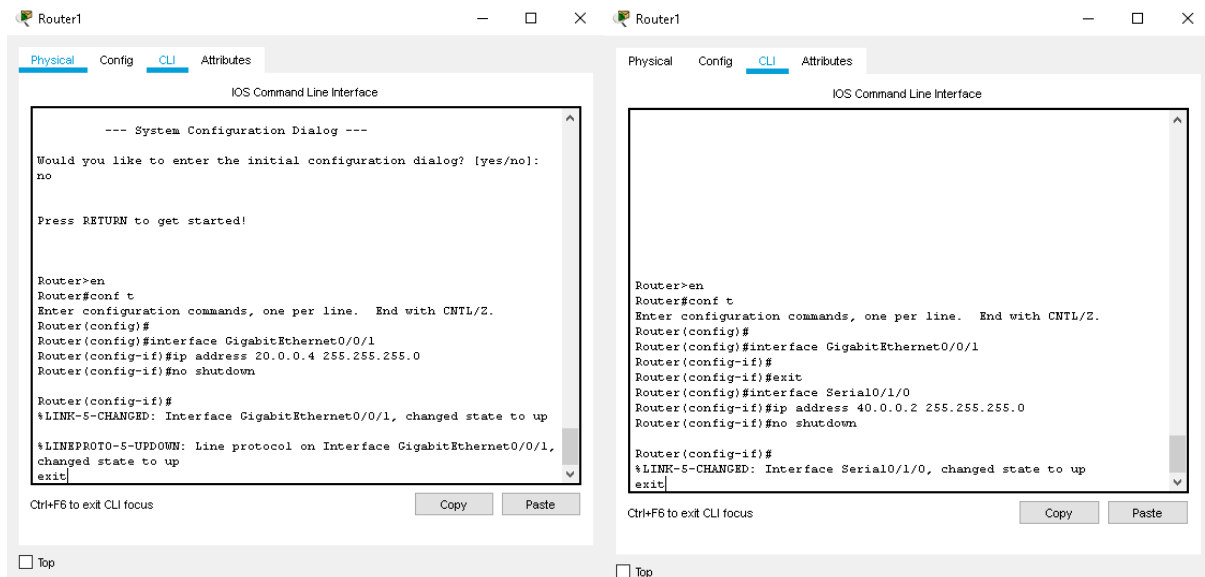 Router1
Physical Config CLI Attributes
IOS Command Line Interface
--- System Configuration Dialog ---
Would you like to enter the initial configuration dialog? [yes/no]:
no
Press RETURN to get started!
Router>en
Router#conf t
Enter configuration commands, one per line.  End with CNTL/Z.
Router(config)#
Router(config)#interface GigabitEthernet0/0/1
Router(config-if)#ip address 20.0.0.4 255.255.255.0
Router(config-if)#no shutdown
Router(config-if)#
%LINK-5-CHANGED: Interface GigabitEthernet0/0/1, changed state to up
%LINEPROTO-5-UPDOWN: Line protocol on Interface GigabitEthernet0/0/1,
changed state to up
exit
Ctrl+F6 to exit CLI focus
Copy Paste
Top
Router1
Physical Config CLI Attributes
IOS Command Line Interface
Router>en
Router#conf t
Enter configuration commands, one per line.  End with CNTL/Z.
Router(config)#
Router(config)#interface GigabitEthernet0/0/1
Router(config-if)#
Router(config-if)#exit
Router(config)#interface Serial0/1/0
Router(config-if)#ip address 40.0.0.2 255.255.255.0
Router(config-if)#no shutdown
Router(config-if)#
%LINK-5-CHANGED: Interface Serial0/1/0, changed state to up
exit
Ctrl+F6 to exit CLI focus
Copy Paste
Top